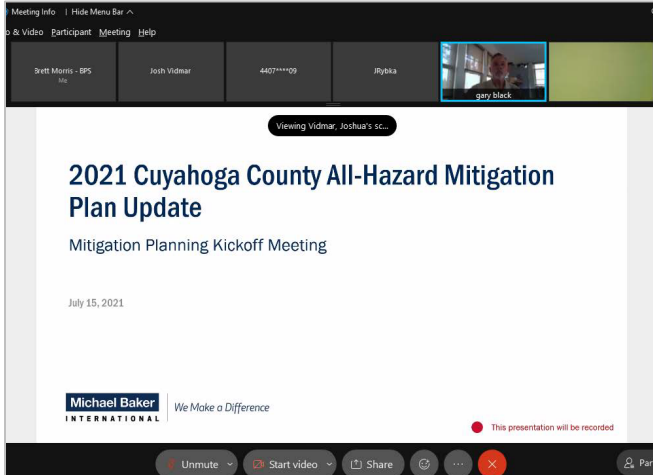 Meeting Info | Hide Menu Bar
o & Video Participant Meeting Help
Brett Morris - BPS
Me
Josh Vidmar
4407****09
JRybka
gary black
Viewing Vidmar, Joshua's sc...
2021 Cuyahoga County All-Hazard Mitigation
Plan Update
Mitigation Planning Kickoff Meeting
July 15, 2021
Michael Baker
INTERNATIONAL
We Make a Difference
This presentation will be recorded
Unmute
Start video
Share
Par